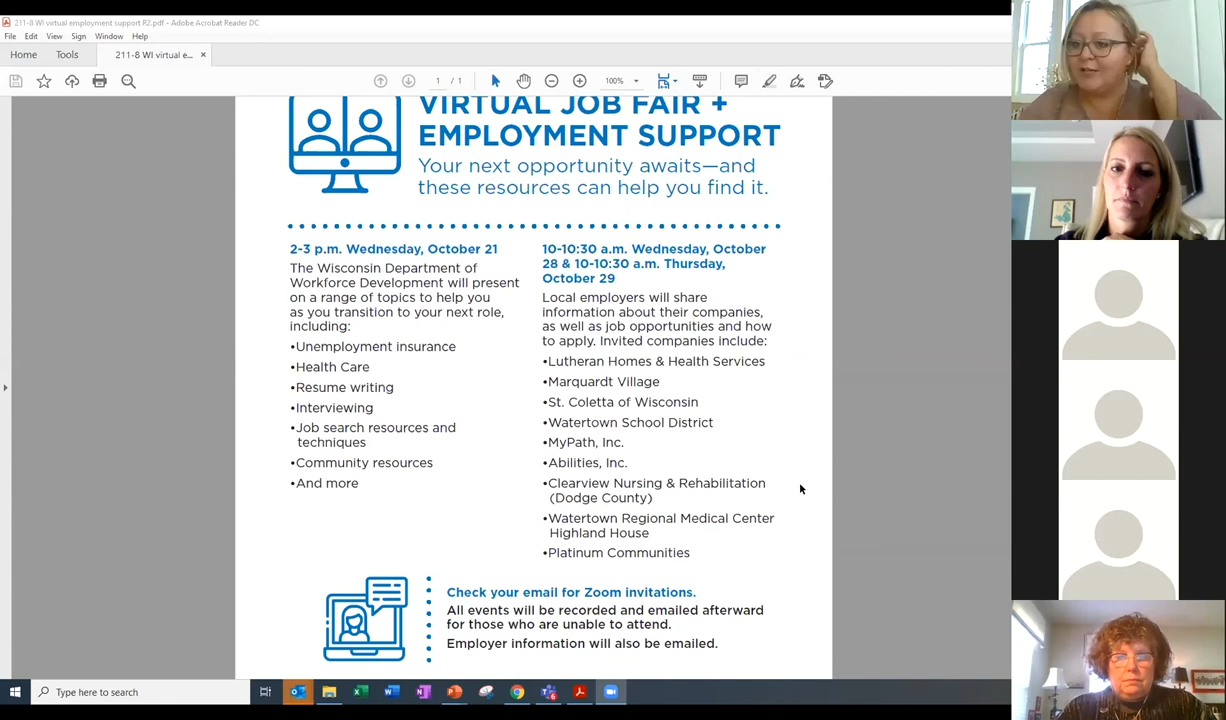 211-8 WI virtual employment support R2.pdf - Adobe Acrobat Reader DC
File Edit View Sign Window Help
Home Tools 211-8 WI virtual e... ×
1 / 1 100%
VIRTUAL JOB FAIR +
EMPLOYMENT SUPPORT
Your next opportunity awaits—and
these resources can help you find it.
2-3 p.m. Wednesday, October 21
The Wisconsin Department of
Workforce Development will present
on a range of topics to help you
as you transition to your next role,
including:
•Unemployment insurance
•Health Care
•Resume writing
•Interviewing
•Job search resources and
techniques
•Community resources
•And more
10-10:30 a.m. Wednesday, October
28 & 10-10:30 a.m. Thursday,
October 29
Local employers will share
information about their companies,
as well as job opportunities and how
to apply. Invited companies include:
•Lutheran Homes & Health Services
•Marquardt Village
•St. Coletta of Wisconsin
•Watertown School District
•MyPath, Inc.
•Abilities, Inc.
•Clearview Nursing & Rehabilitation
(Dodge County)
•Watertown Regional Medical Center
Highland House
•Platinum Communities
Check your email for Zoom invitations.
All events will be recorded and emailed afterward
for those who are unable to attend.
Employer information will also be emailed.
Type here to search